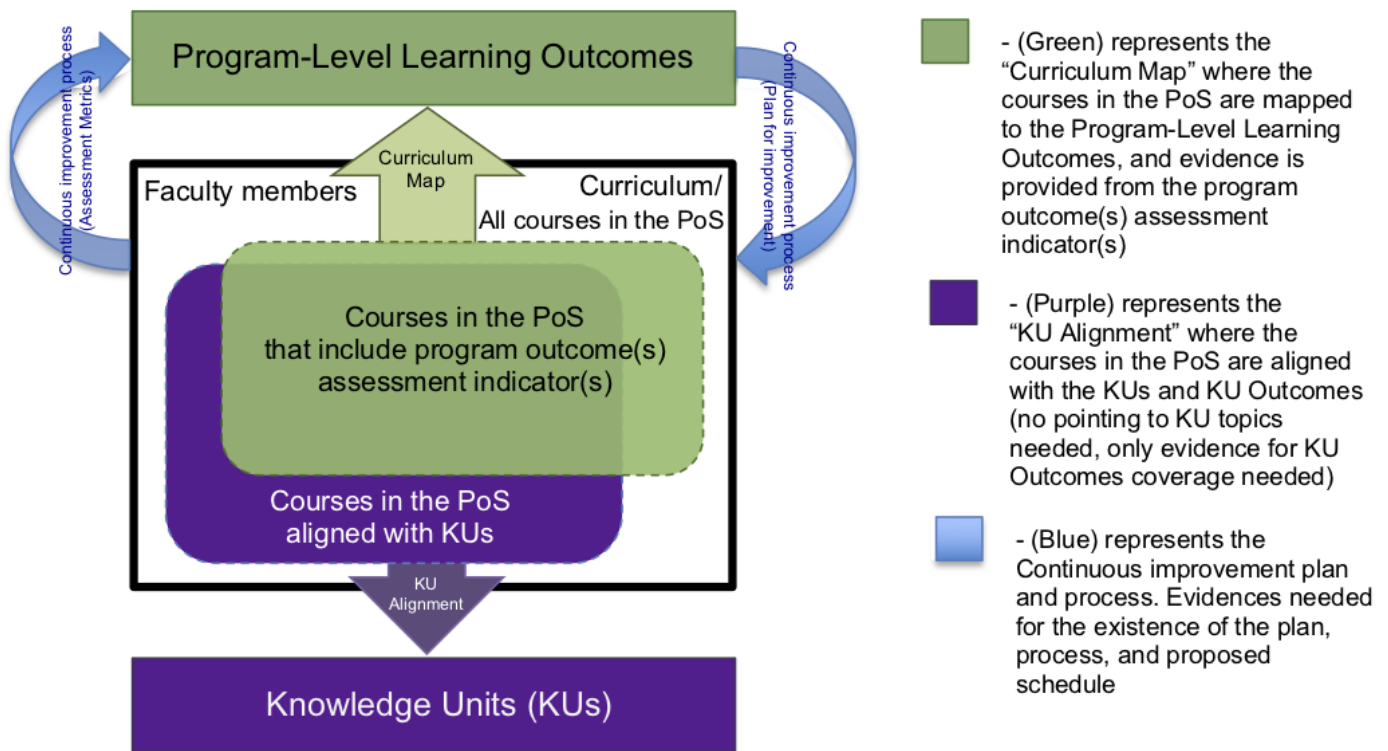 Program-Level Learning Outcomes
Continuous improvement process
(Assessment Metrics)
Continuous improvement process
(Plan for improvement)
Curriculum
Map
Faculty members
Curriculum/
All courses in the PoS
Courses in the PoS
that include program outcome(s)
assessment indicator(s)
Courses in the PoS
aligned with KUs
KU
Alignment
Knowledge Units (KUs)
- (Green) represents the
“Curriculum Map” where the
courses in the PoS are mapped
to the Program-Level Learning
Outcomes, and evidence is
provided from the program
outcome(s) assessment
indicator(s)
- (Purple) represents the
“KU Alignment” where the
courses in the PoS are aligned
with the KUs and KU Outcomes
(no pointing to KU topics
needed, only evidence for KU
Outcomes coverage needed)
- (Blue) represents the
Continuous improvement plan
and process. Evidences needed
for the existence of the plan,
process, and proposed
schedule